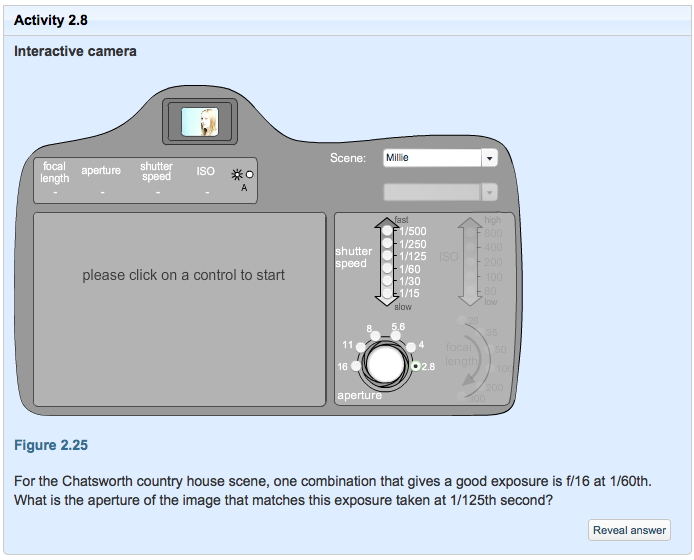 Activity 2.8
Interactive camera
Scene:
Millie
focal length
aperture
shutter speed
ISO
-
-
-
-
A
please click on a control to start
fast
shutter speed
1/500
1/250
1/125
1/60
1/30
1/15
slow
high
ISO
800
400
200
100
80
low
8
5.6
11
4
16
2.8
aperture
28
35
focal length
50
100
200
300
Figure 2.25
For the Chatsworth country house scene, one combination that gives a good exposure is f/16 at 1/60th.
What is the aperture of the image that matches this exposure taken at 1/125th second?
Reveal answer